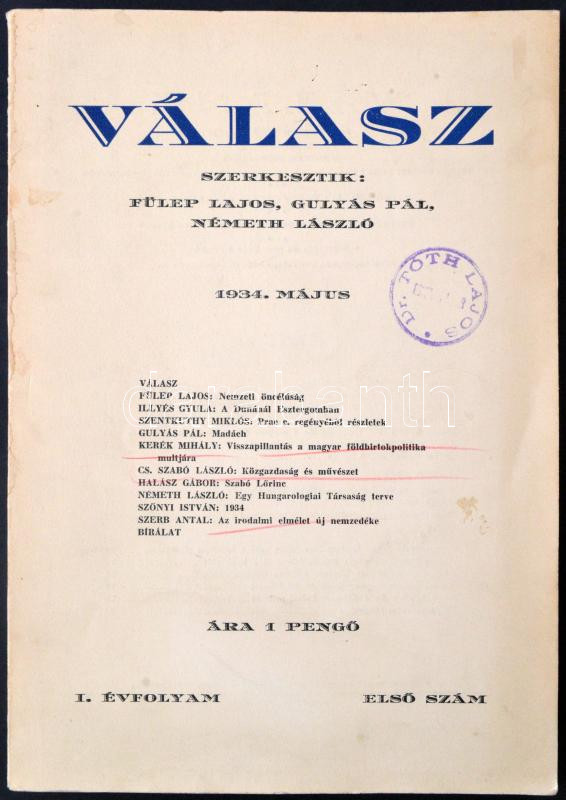 VÁLASZ
SZERKESZTIK:
FÜLEP LAJOS, GULYÁS PÁL,
NÉMETH LÁSZLÓ
Dr. TÓTH LAJOS
1934. MÁJUS
VÁLASZ
FÜLEP LAJOS: Nemzeti öncélúság
ILLYÉS GYULA: A Dunánál Esztergomban
SZENTKUTHY MIKLÓS: Prae c. regényéből részletek
GULYÁS PÁL: Madách
KERÉK MIHÁLY: Visszapillantás a magyar földbirtokpolitika
multjára
CS. SZABÓ LÁSZLÓ: Közgazdaság és művészet
HALÁSZ GÁBOR: Szabó Lőrinc
NÉMETH LÁSZLÓ: Egy Hungarologiai Társaság terve
SZŐNYI ISTVÁN: 1934
SZERB ANTAL: Az irodalmi elmélet új nemzedéke
BÍRÁLAT
ÁRA 1 PENGŐ
I. ÉVFOLYAM
ELSŐ SZÁM